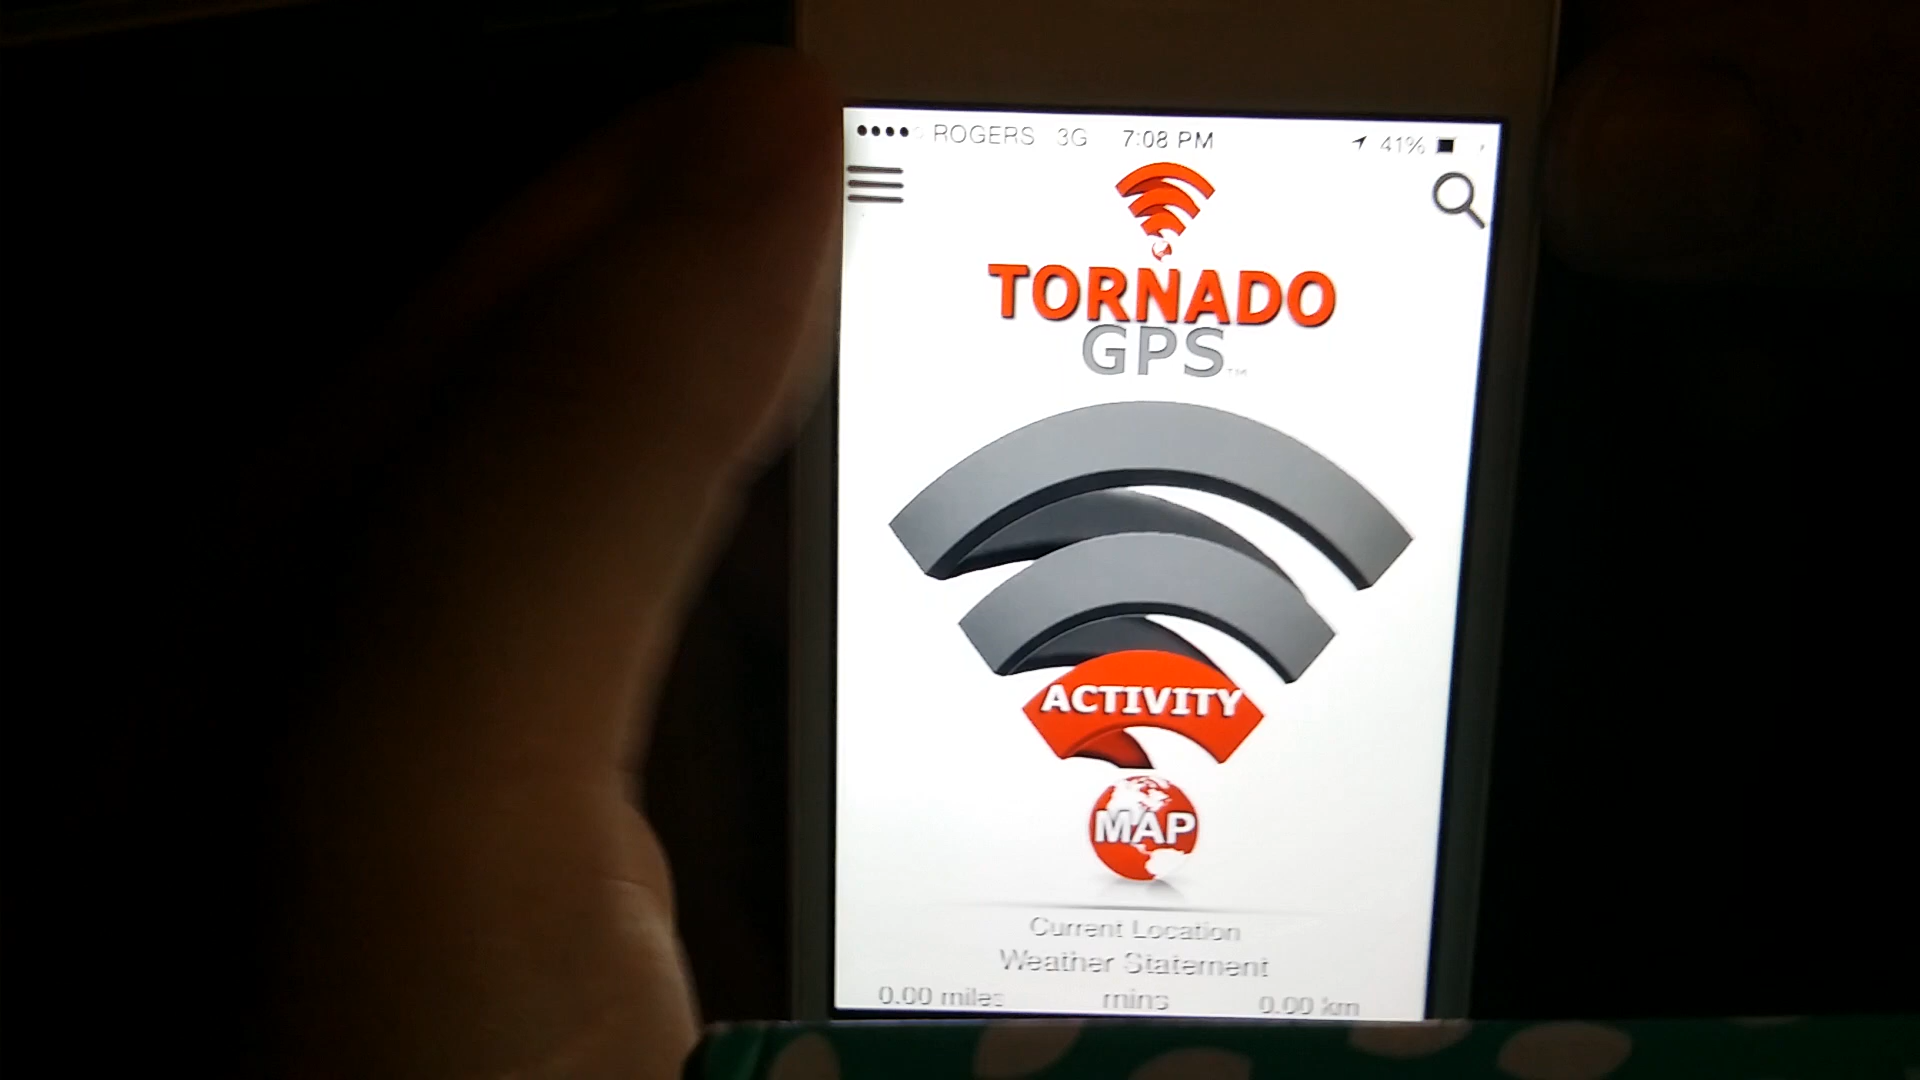 ROGERS 3G 7:08 PM 41%
TORNADO
GPS™
ACTIVITY
MAP
Current Location
Weather Statement
0.00 miles mins 0.00 km